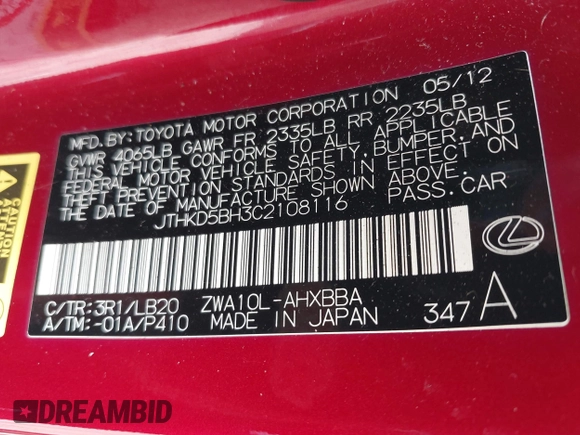 MFD. BY: TOYOTA MOTOR CORPORATION 05/12
GVWR 4065LB GAWR FR 2335LB RR 2235LB
THIS VEHICLE CONFORMS TO ALL APPLICABLE
FEDERAL MOTOR VEHICLE SAFETY, BUMPER, AND
THEFT PREVENTION STANDARDS IN EFFECT ON
THE DATE OF MANUFACTURE SHOWN ABOVE.
JTHKD5BH3C2108116 PASS. CAR
C/TR: 3R1/LB20 ZWA10L-AHXBBA
A/TM: -01A/P410 MADE IN JAPAN 347 A
CAUTION
DREAMBID